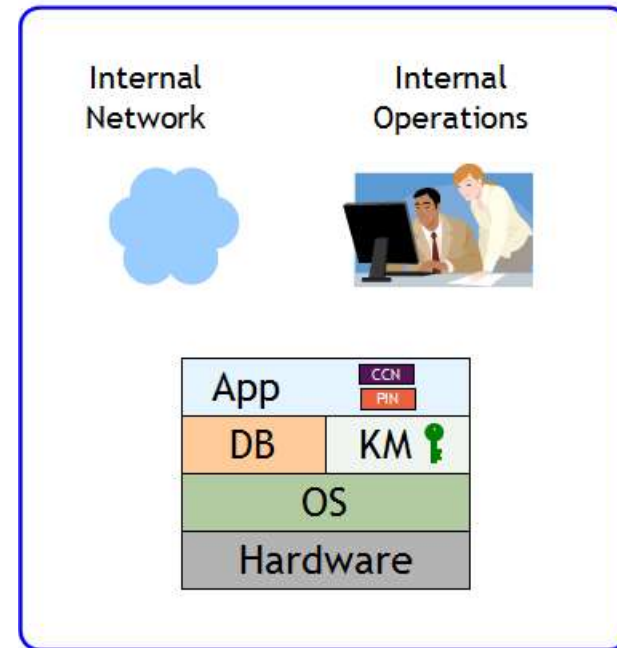 Internal
Network
Internal
Operations
App
CCN
PIN
DB
KM
OS
Hardware